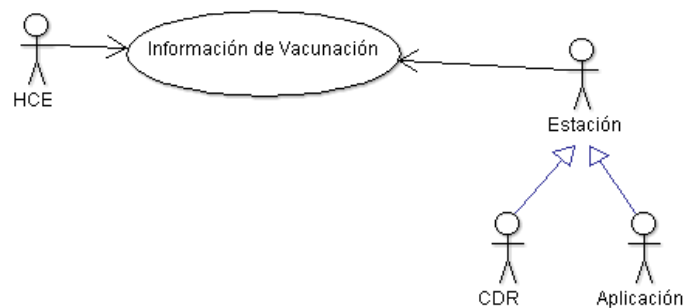 Información de Vacunación
HCE
Estación
CDR
Aplicación